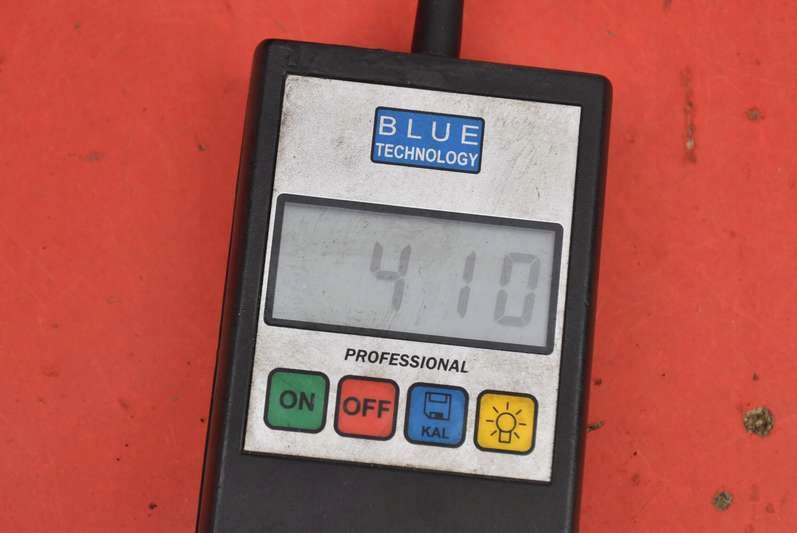 BLUE
TECHNOLOGY
410
PROFESSIONAL
ON OFF KAL